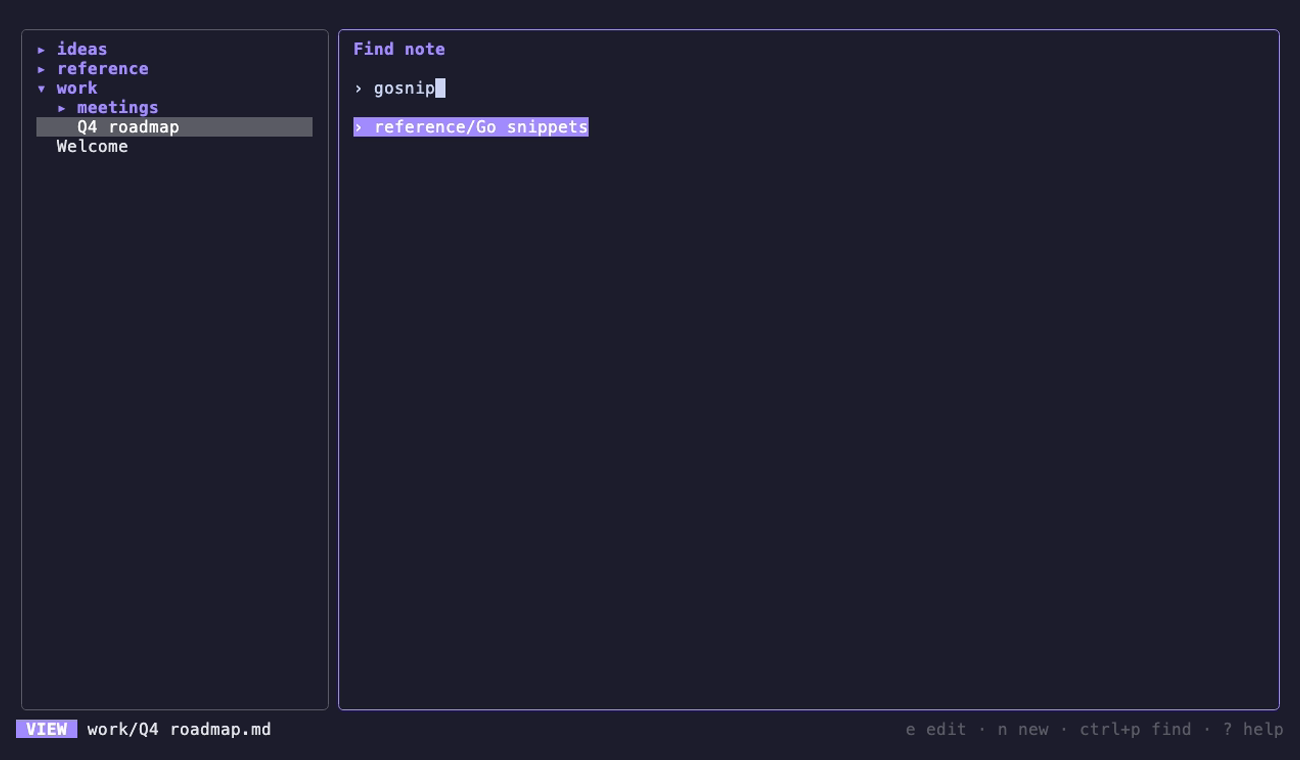 ▸ ideas
▸ reference
▾ work
▸ meetings
Q4 roadmap
Welcome
Find note
› gosnip
› reference/Go snippets
VIEW work/Q4 roadmap.md
e edit · n new · ctrl+p find · ? help